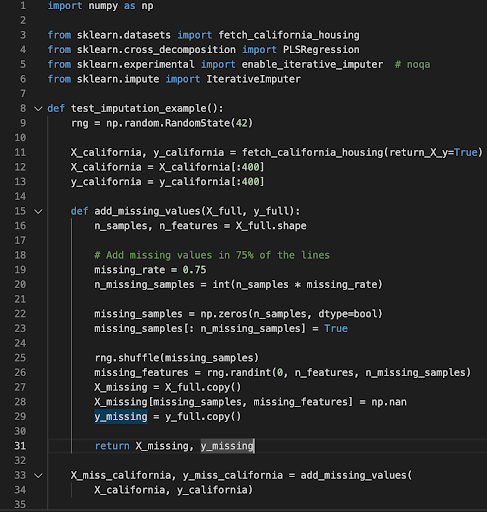 1 import numpy as np
2
3 from sklearn.datasets import fetch_california_housing
4 from sklearn.cross_decomposition import PLSRegression
5 from sklearn.experimental import enable_iterative_imputer  # noqa
6 from sklearn.impute import IterativeImputer
7
8 def test_imputation_example():
9     rng = np.random.RandomState(42)
10
11     X_california, y_california = fetch_california_housing(return_X_y=True)
12     X_california = X_california[:400]
13     y_california = y_california[:400]
14
15     def add_missing_values(X_full, y_full):
16         n_samples, n_features = X_full.shape
17
18         # Add missing values in 75% of the lines
19         missing_rate = 0.75
20         n_missing_samples = int(n_samples * missing_rate)
21
22         missing_samples = np.zeros(n_samples, dtype=bool)
23         missing_samples[: n_missing_samples] = True
24
25         rng.shuffle(missing_samples)
26         missing_features = rng.randint(0, n_features, n_missing_samples)
27         X_missing = X_full.copy()
28         X_missing[missing_samples, missing_features] = np.nan
29         y_missing = y_full.copy()
30
31         return X_missing, y_missing
32
33     X_miss_california, y_miss_california = add_missing_values(
34         X_california, y_california)
35